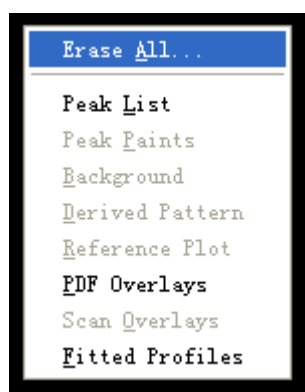 Erase All...
Peak List
Peak Paints
Background
Derived Pattern
Reference Plot
PDF Overlays
Scan Overlays
Fitted Profiles